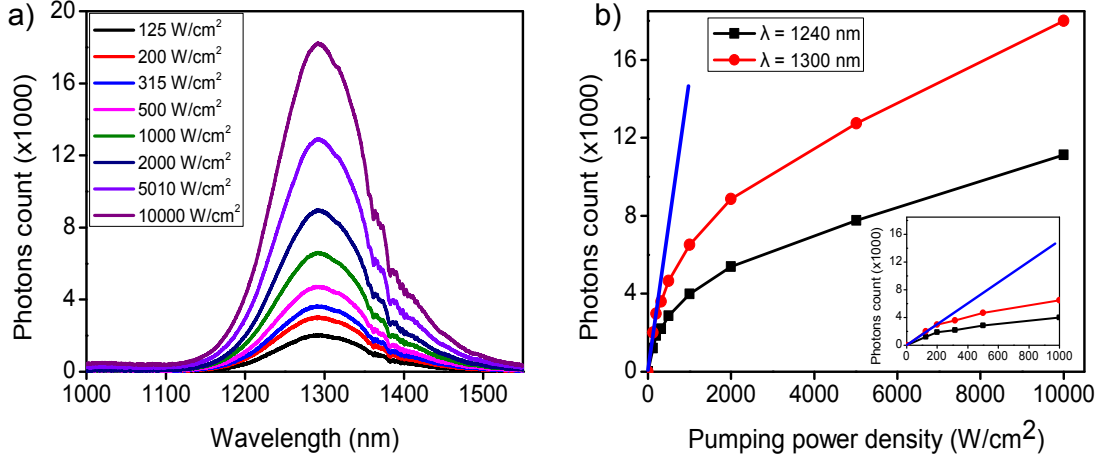 a)
Photons count (x1000)
20
16
12
8
4
0
125 W/cm²
200 W/cm²
315 W/cm²
500 W/cm²
1000 W/cm²
2000 W/cm²
5010 W/cm²
10000 W/cm²
1000 1100 1200 1300 1400 1500
Wavelength (nm)
b)
Photons count (x1000)
16
12
8
4
0
λ = 1240 nm
λ = 1300 nm
Photons count (x1000)
16
12
8
4
0
0 200 400 600 800 1000
0 2000 4000 6000 8000 10000
Pumping power density (W/cm²)